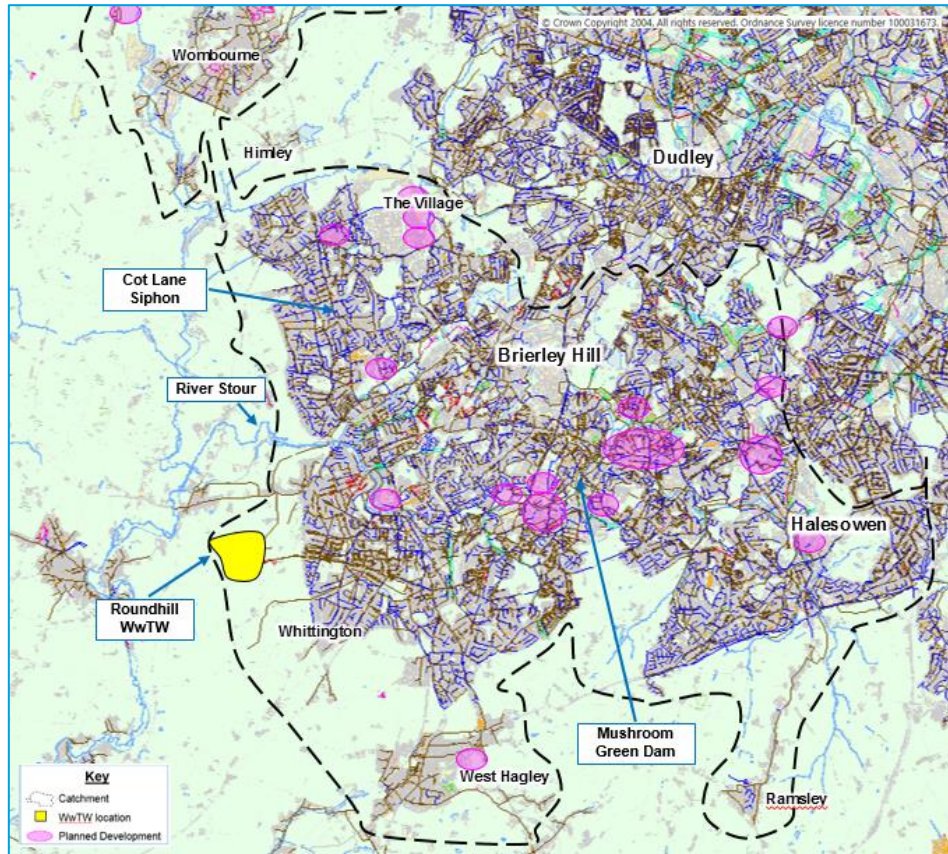 © Crown Copyright 2004. All rights reserved. Ordnance Survey licence number 100031673.
Wombourne
Himley
Dudley
The Village
Cot Lane
Siphon
Brierley Hill
River Stour
Halesowen
Roundhill
WwTW
Whittington
Mushroom
Green Dam
West Hagley
Ramsley
Key
Catchment
WwTW location
Planned Development